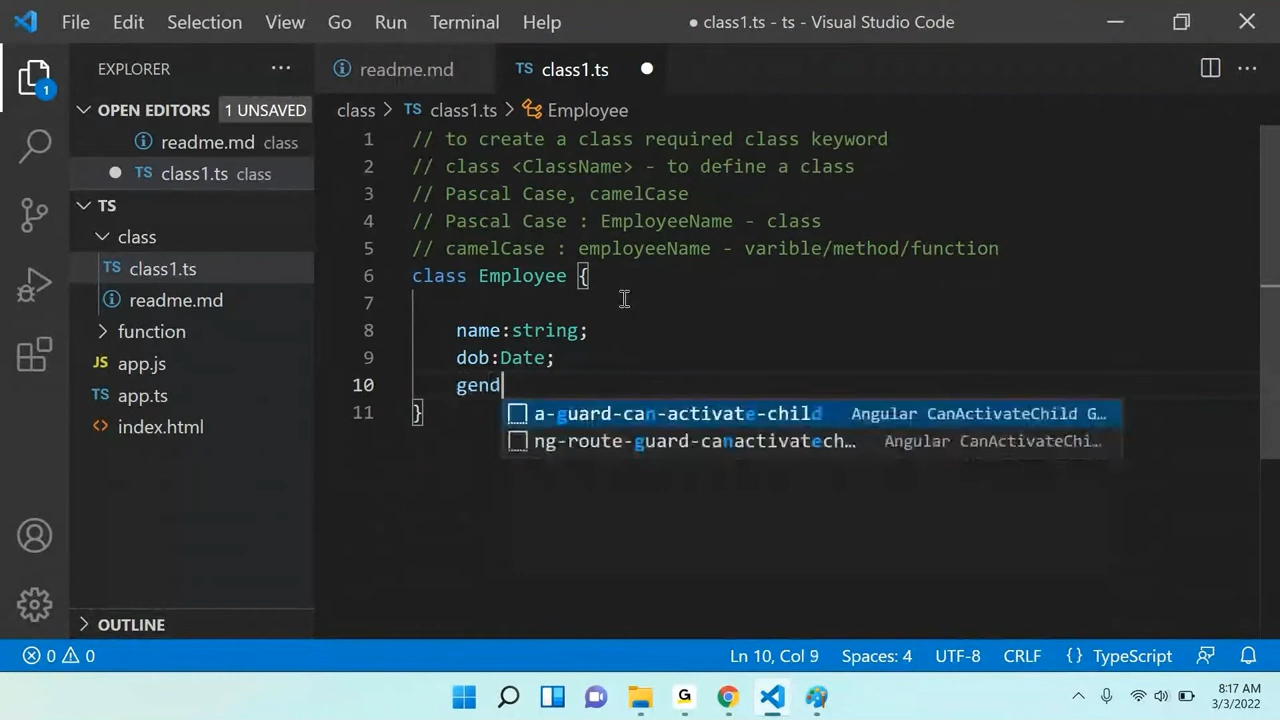 File Edit Selection View Go Run Terminal Help ● class1.ts - ts - Visual Studio Code
EXPLORER ··· readme.md TS class1.ts
OPEN EDITORS 1 UNSAVED
readme.md class
TS class1.ts class
TS
class
TS class1.ts
readme.md
function
JS app.js
TS app.ts
<> index.html
OUTLINE
1
class > TS class1.ts > Employee
1 // to create a class required class keyword
2 // class <ClassName> - to define a class
3 // Pascal Case, camelCase
4 // Pascal Case : EmployeeName - class
5 // camelCase : employeeName - varible/method/function
6 class Employee {
7
8 name:string;
9 dob:Date;
10 gend
11 }
a-guard-can-activate-child Angular CanActivateChild G…
ng-route-guard-canactivatech… Angular CanActivateChi…
0 0 Ln 10, Col 9 Spaces: 4 UTF-8 CRLF {} TypeScript
G
8:17 AM
3/3/2022